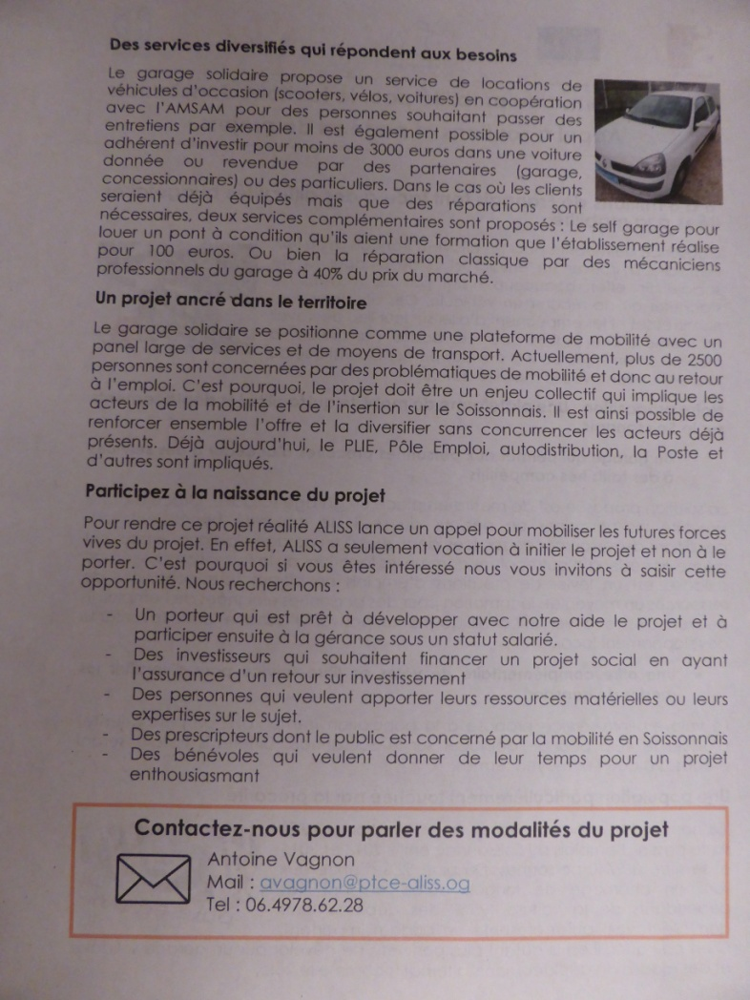 Des services diversifiés qui répondent aux besoins
Le garage solidaire propose un service de locations de
véhicules d'occasion (scooters, vélos, voitures) en coopération
avec l'AMSAM pour des personnes souhaitant passer des
entretiens par exemple. Il est également possible pour un
adhérent d'investir pour moins de 3000 euros dans une voiture
donnée ou revendue par des partenaires (garage,
concessionnaires) ou des particuliers. Dans le cas où les clients
seraient déjà équipés mais que des réparations sont
nécessaires, deux services complémentaires sont proposés : Le self garage pour
louer un pont à condition qu'ils aient une formation que l'établissement réalise
pour 100 euros. Ou bien la réparation classique par des mécaniciens
professionnels du garage à 40% du prix du marché.
Un projet ancré dans le territoire
Le garage solidaire se positionne comme une plateforme de mobilité avec un
panel large de services et de moyens de transport. Actuellement, plus de 2500
personnes sont concernées par des problématiques de mobilité et donc au retour
à l'emploi. C'est pourquoi, le projet doit être un enjeu collectif qui implique les
acteurs de la mobilité et de l'insertion sur le Soissonnais. Il est ainsi possible de
renforcer ensemble l'offre et la diversifier sans concurrencer les acteurs déjà
présents. Déjà aujourd'hui, le PLIE, Pôle Emploi, autodistribution, la Poste et
d'autres sont impliqués.
Participez à la naissance du projet
Pour rendre ce projet réalité ALISS lance un appel pour mobiliser les futures forces
vives du projet. En effet, ALISS a seulement vocation à initier le projet et non à le
porter. C'est pourquoi si vous êtes intéressé nous vous invitons à saisir cette
opportunité. Nous recherchons :
- Un porteur qui est prêt à développer avec notre aide le projet et à
participer ensuite à la gérance sous un statut salarié.
- Des investisseurs qui souhaitent financer un projet social en ayant
l'assurance d'un retour sur investissement
- Des personnes qui veulent apporter leurs ressources matérielles ou leurs
expertises sur le sujet.
- Des prescripteurs dont le public est concerné par la mobilité en Soissonnais
- Des bénévoles qui veulent donner de leur temps pour un projet
enthousiasmant
Contactez-nous pour parler des modalités du projet
Antoine Vagnon
Mail : avagnon@ptce-aliss.og
Tel : 06.4978.62.28